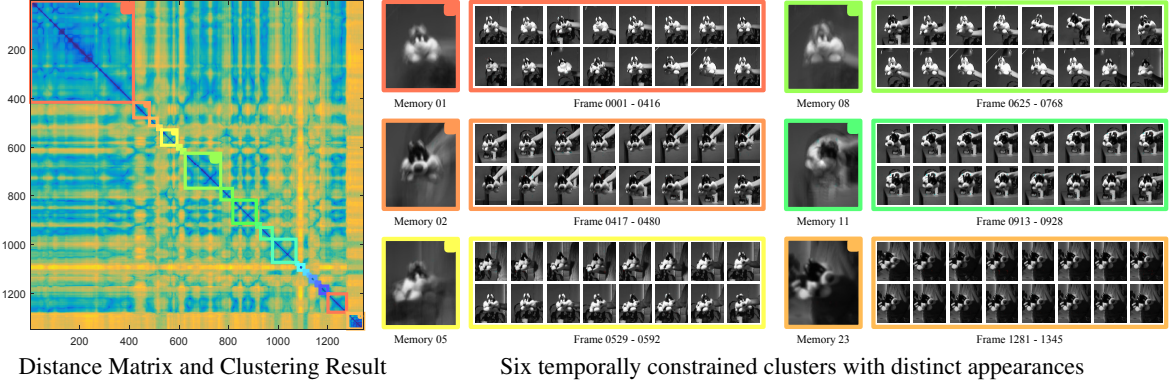 200
400
600
800
1000
1200
200 400 600 800 1000 1200
Distance Matrix and Clustering Result
Memory 01
Frame 0001 - 0416
Memory 08
Frame 0625 - 0768
Memory 02
Frame 0417 - 0480
Memory 11
Frame 0913 - 0928
Memory 05
Frame 0529 - 0592
Memory 23
Frame 1281 - 1345
Six temporally constrained clusters with distinct appearances